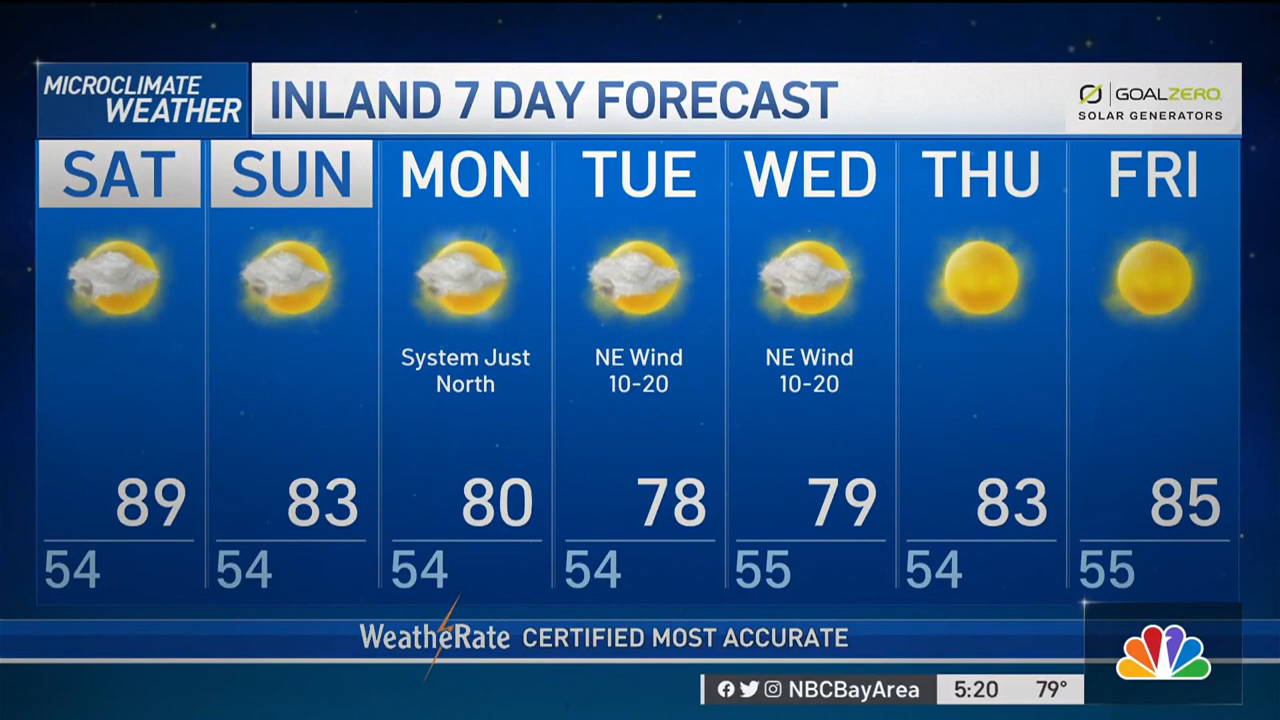 MICROCLIMATE
WEATHER
INLAND 7 DAY FORECAST
GOALZERO
SOLAR GENERATORS
SAT SUN MON TUE WED THU FRI
System Just
North
NE Wind
10-20
NE Wind
10-20
89 83 80 78 79 83 85
54 54 54 54 55 54 55
WeatheRate CERTIFIED MOST ACCURATE
NBCBayArea 5:20 79°